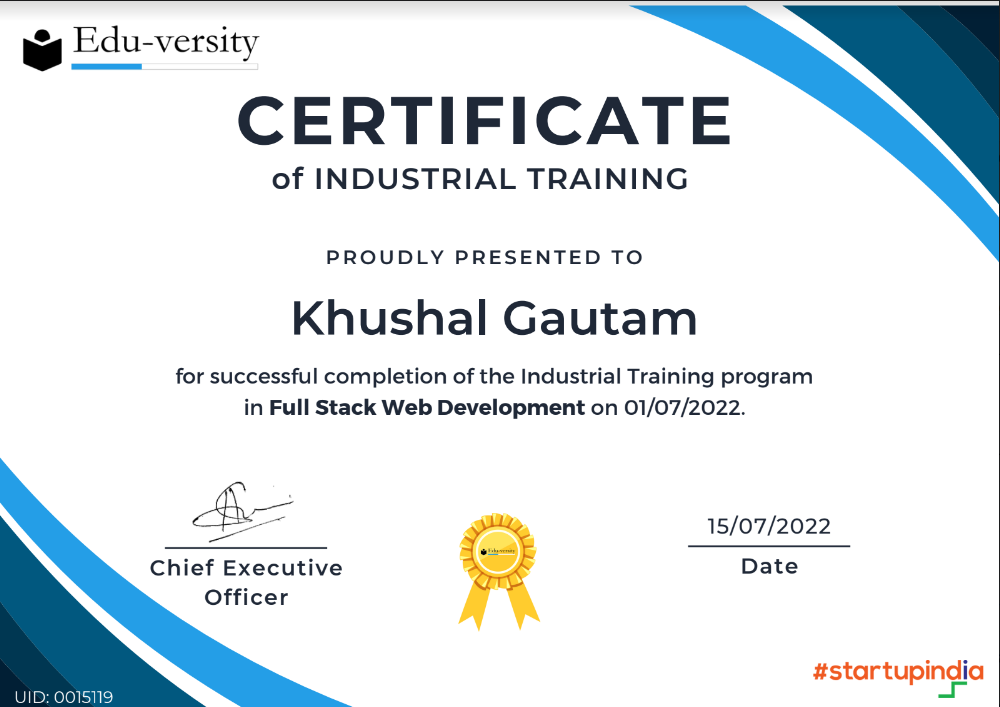 Edu-versity
CERTIFICATE
of INDUSTRIAL TRAINING
PROUDLY PRESENTED TO
Khushal Gautam
for successful completion of the Industrial Training program
in Full Stack Web Development on 01/07/2022.
Chief Executive
Officer
Edu-versity
15/07/2022
Date
#startupindia
UID: 0015119